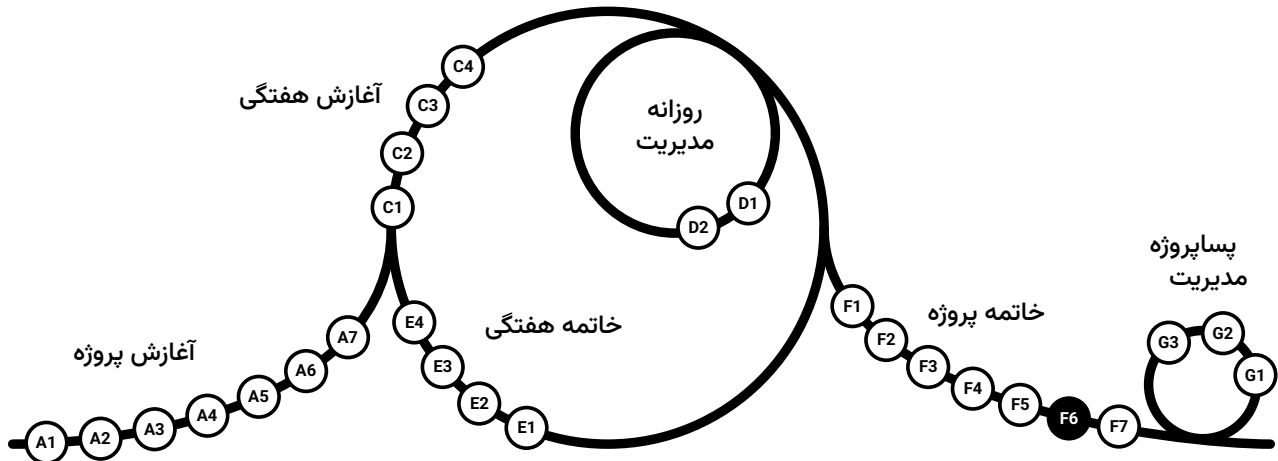 آغازش هفتگی
روزانه
مدیریت
پساپروژه
مدیریت
خاتمه پروژه
خاتمه هفتگی
آغازش پروژه
A1
A2
A3
A4
A5
A6
A7
C1
C2
C3
C4
D1
D2
E1
E2
E3
E4
F1
F2
F3
F4
F5
F6
F7
G1
G2
G3